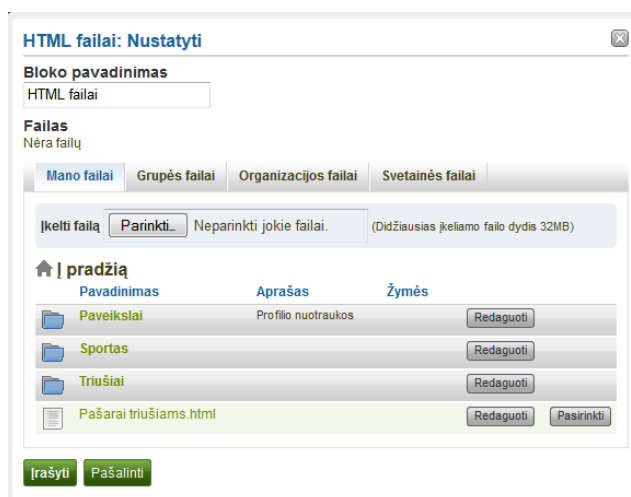 HTML failai: Nustatyti
Bloko pavadinimas
HTML failai
Failas
Nėra failų
Mano failai Grupės failai Organizacijos failai Svetainės failai
Įkelti failą Parinkti... Neparinkti jokie failai. (Didžiausias įkeliamo failo dydis 32MB)
Į pradžią
Pavadinimas Aprašas Žymės
Paveikslai Profilio nuotraukos Redaguoti
Sportas Redaguoti
Triušiai Redaguoti
Pašarai triušiams.html Redaguoti Pasirinkti
Įrašyti Pašalinti